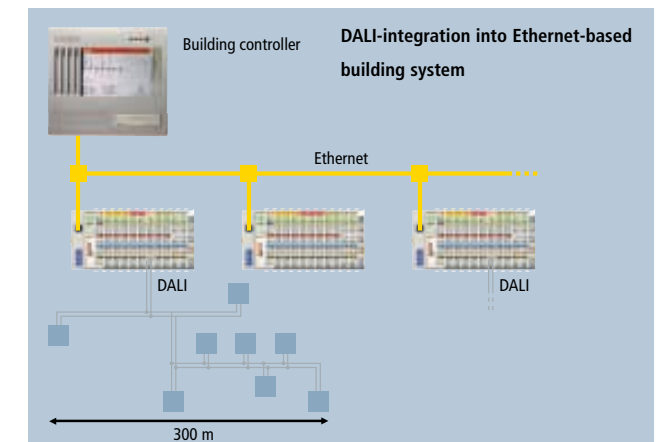 Building controller
DALI-integration into Ethernet-based
building system
Ethernet
DALI
DALI
300 m